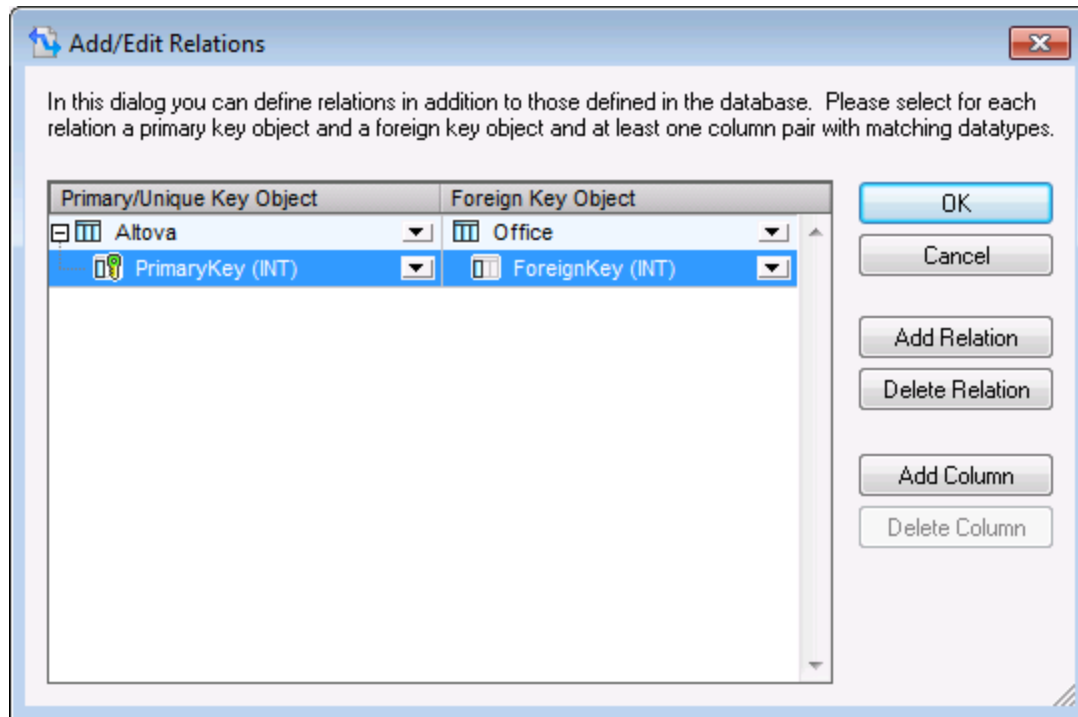 Add/Edit Relations
In this dialog you can define relations in addition to those defined in the database. Please select for each
relation a primary key object and a foreign key object and at least one column pair with matching datatypes.
Primary/Unique Key Object Foreign Key Object
Altova Office
PrimaryKey (INT) ForeignKey (INT)
OK
Cancel
Add Relation
Delete Relation
Add Column
Delete Column